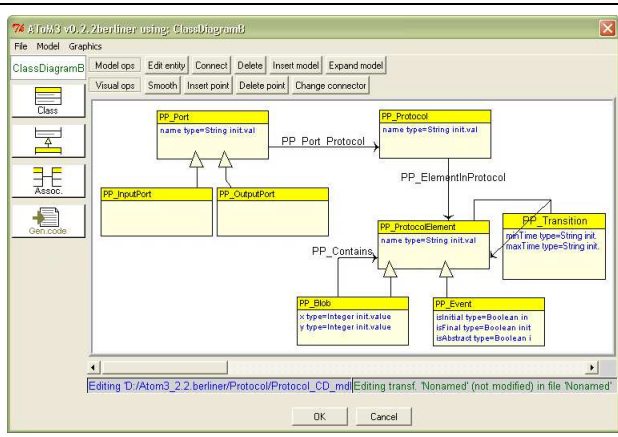 AToM3 v0.2.2berliner using: ClassDiagramB
File Model Graphics
ClassDiagramB
Model ops Edit entity Connect Delete Insert model Expand model
Visual ops Smooth Insert point Delete point Change connector
Class
Assoc.
Gen.code
PP_Port
name type=String init.val
PP_Port_Protocol
PP_Protocol
name type=String init.val
PP_InputPort
PP_OutputPort
PP_ElementInProtocol
PP_ProtocolElement
name type=String init.val
PP_Transition
minTime type=String init.
maxTime type=String init.
PP_Contains
PP_Blob
x type=Integer init.value
y type=Integer init.value
PP_Event
isInitial type=Boolean in
isFinal type=Boolean init
isAbstract type=Boolean i
Editing 'D:/Atom3_2.2.berliner/Protocol/Protocol_CD_mdl
Editing transf. 'Nonamed' (not modified) in file 'Nonamed'
OK Cancel